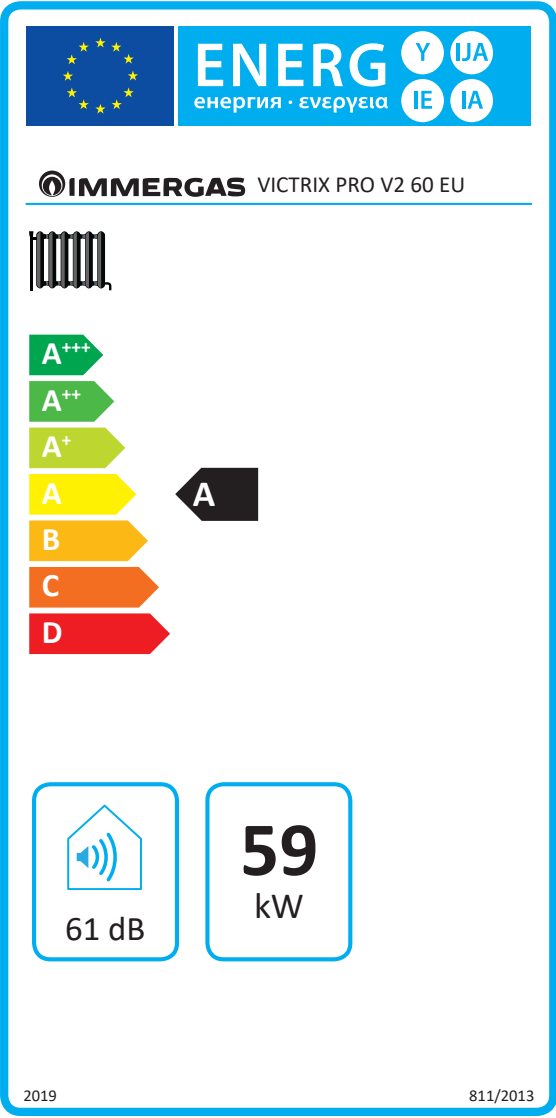 ENERG Y IJA
енергия · ενεργεια IE IA
IMMERGAS VICTRIX PRO V2 60 EU
A+++
A++
A+
A
A
B
C
D
59
kW
61 dB
2019 811/2013